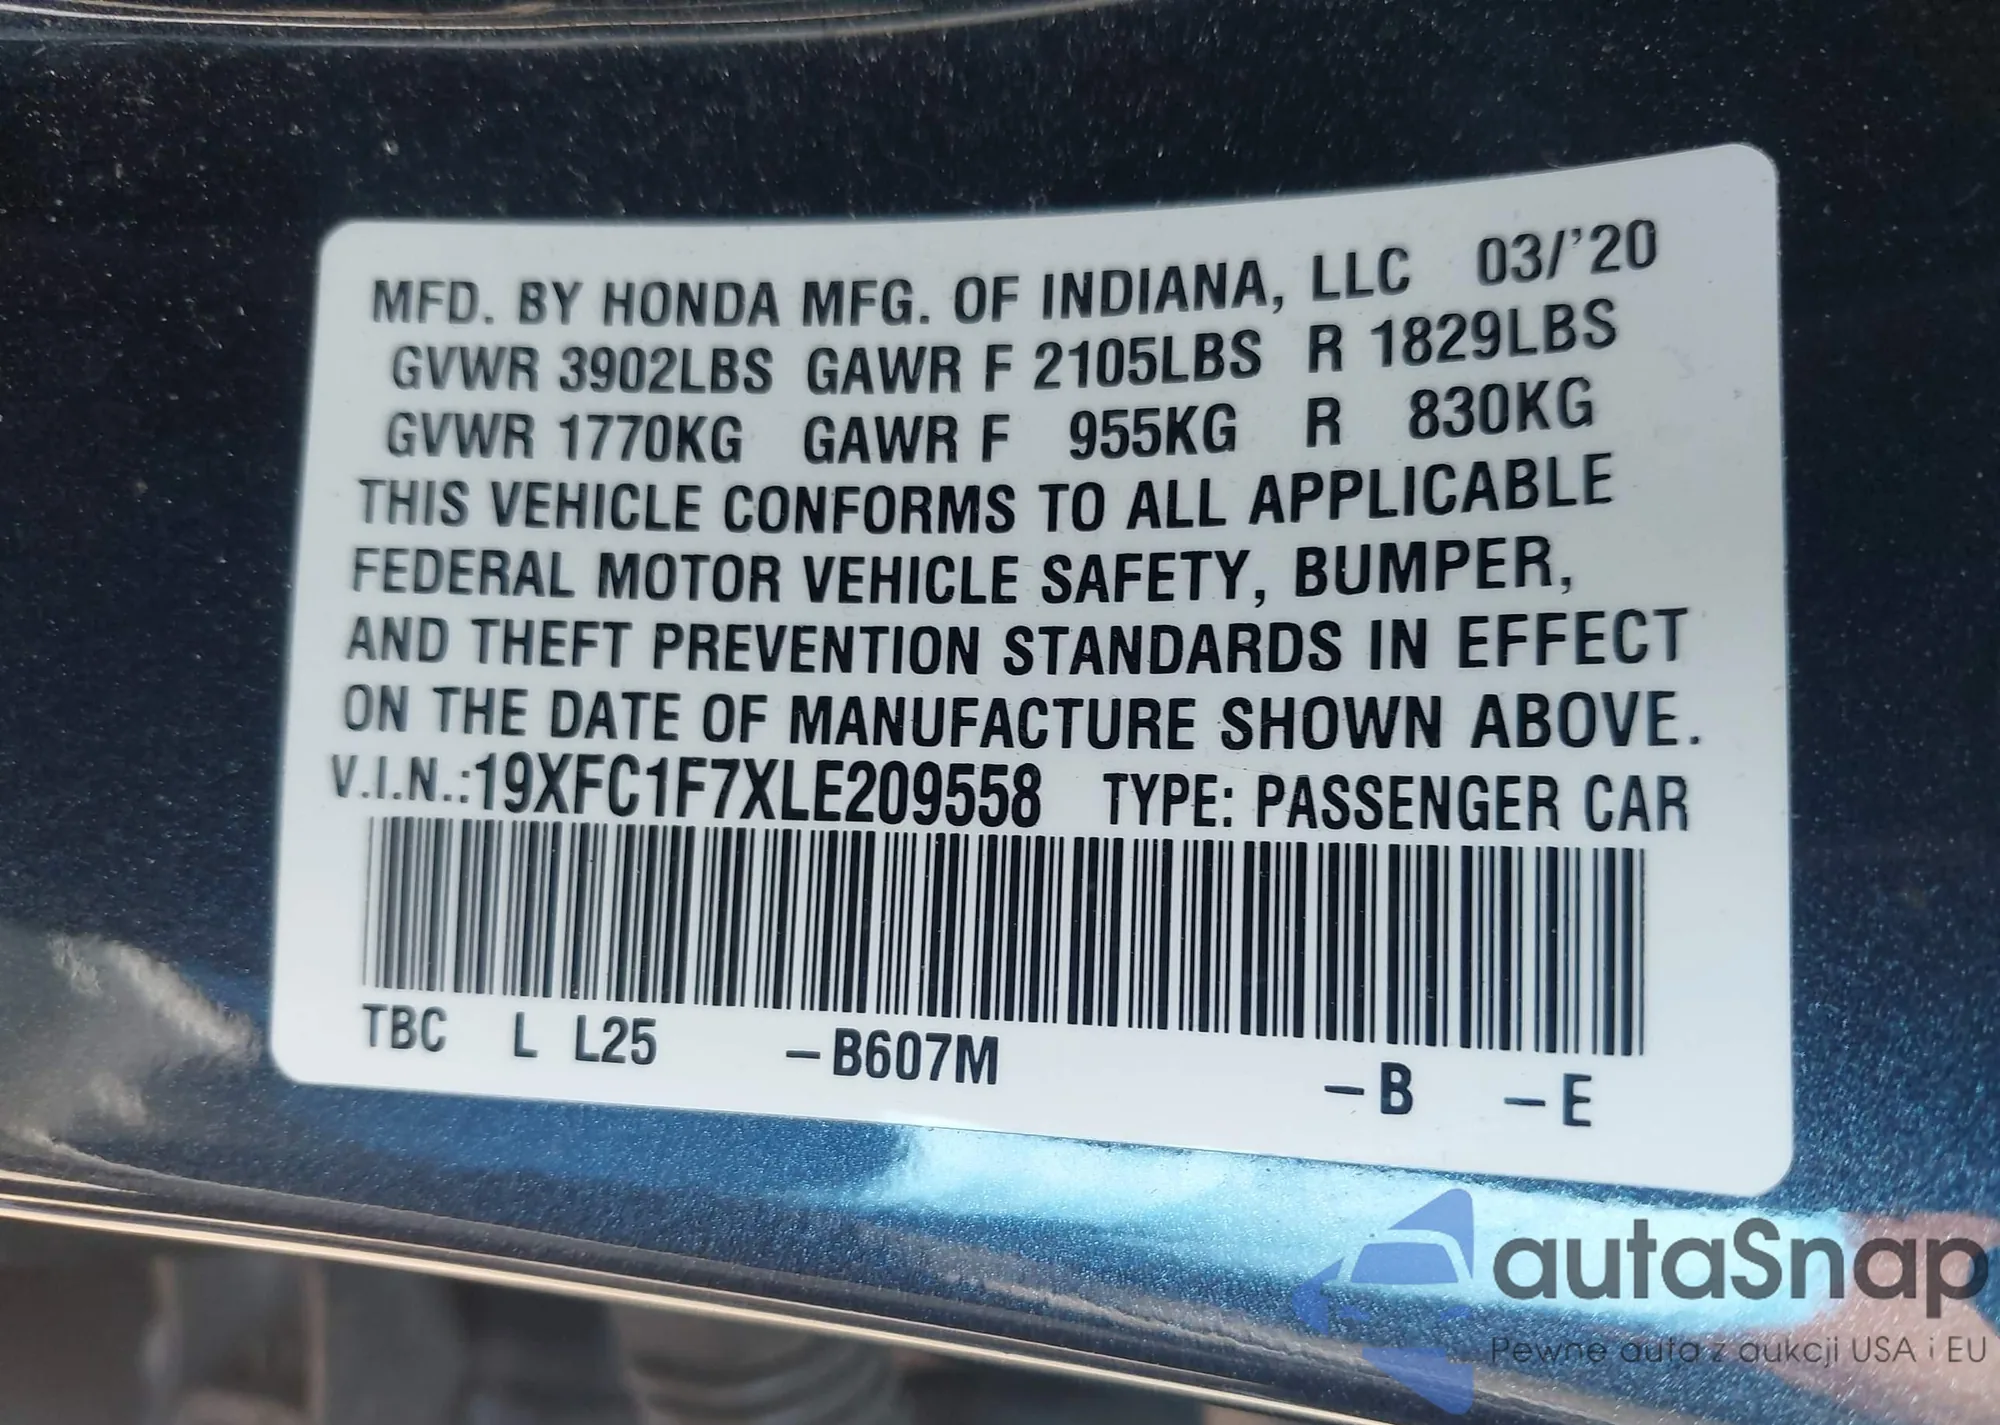 MFD. BY HONDA MFG. OF INDIANA, LLC 03/'20
GVWR 3902LBS GAWR F 2105LBS R 1829LBS
GVWR 1770KG GAWR F 955KG R 830KG
THIS VEHICLE CONFORMS TO ALL APPLICABLE
FEDERAL MOTOR VEHICLE SAFETY, BUMPER,
AND THEFT PREVENTION STANDARDS IN EFFECT
ON THE DATE OF MANUFACTURE SHOWN ABOVE.
V.I.N.:19XFC1F7XLE209558 TYPE: PASSENGER CAR
TBC L L25 –B607M –B –E
autaSnap
Pewne auta z aukcji USA i EU